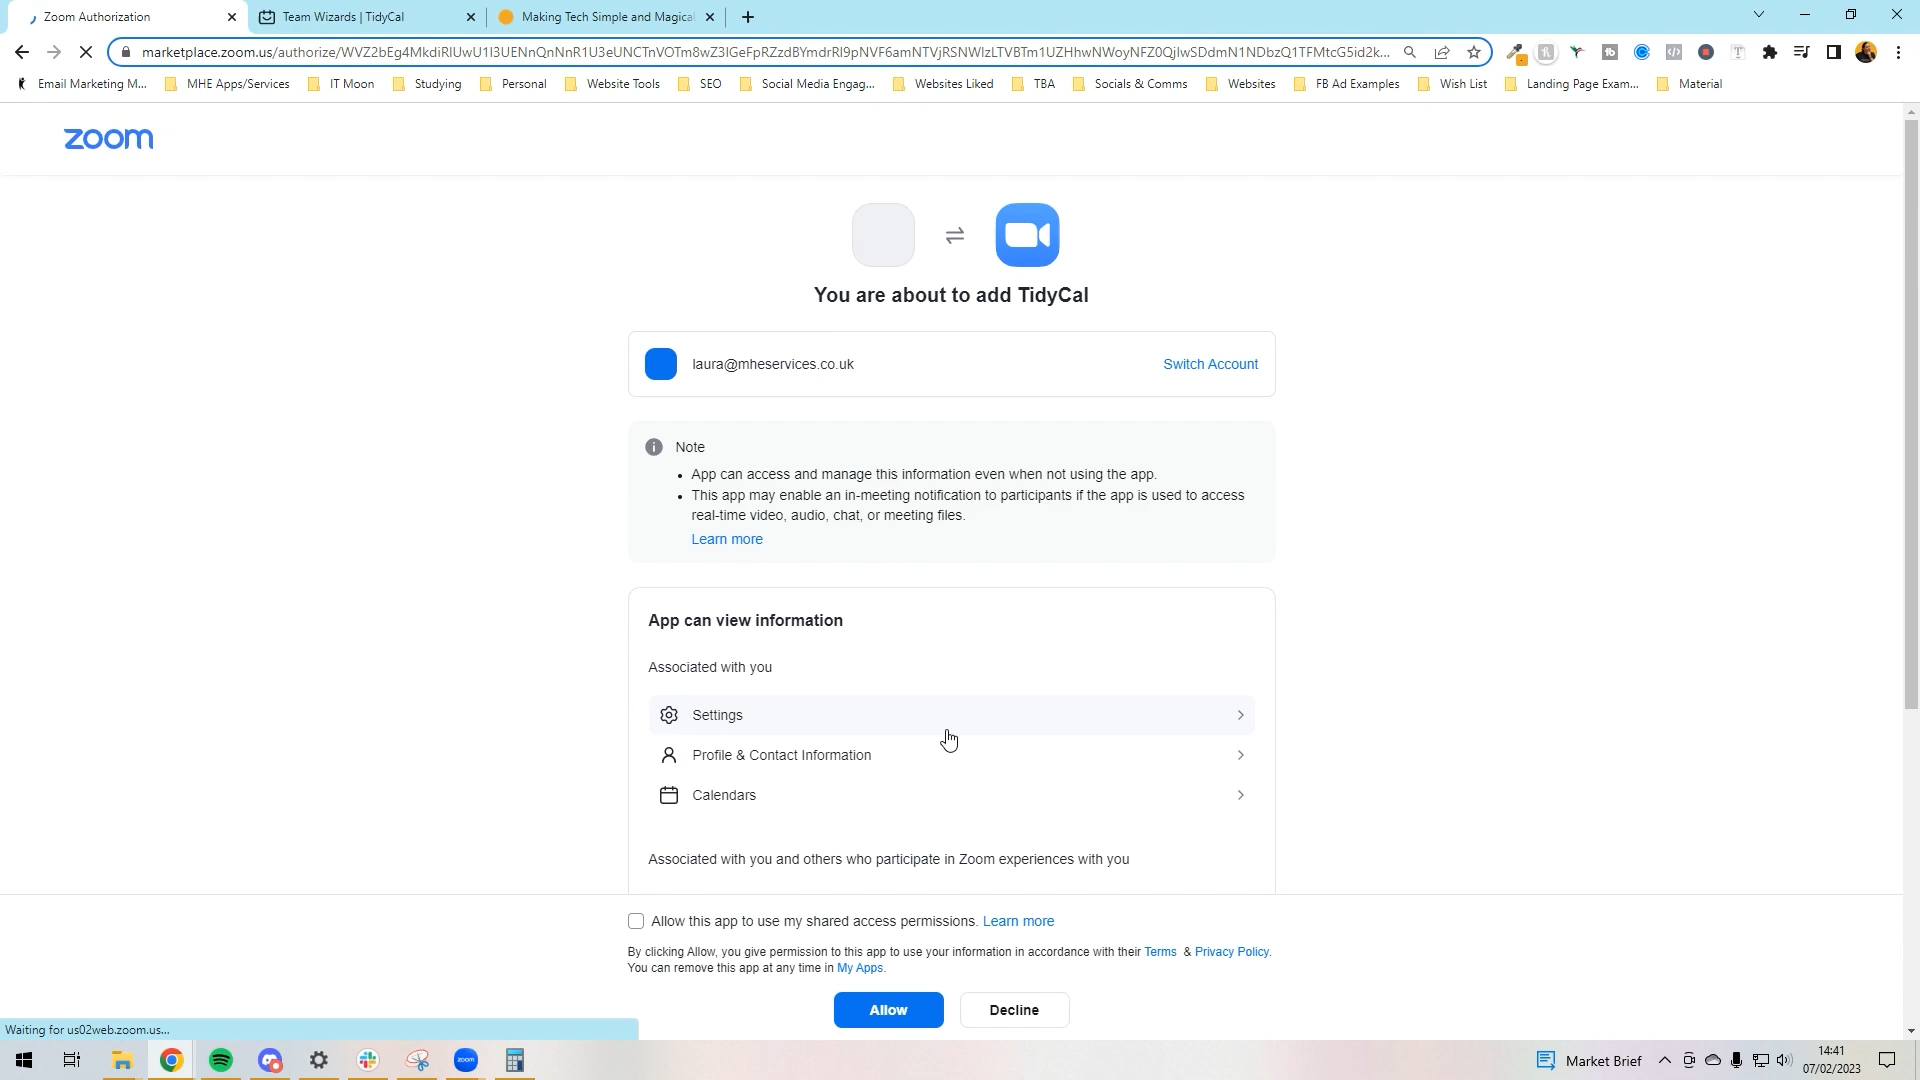 Zoom Authorization
Team Wizards | TidyCal
Making Tech Simple and Magical
marketplace.zoom.us/authorize/
Email Marketing M...
MHE Apps/Services
IT Moon
Studying
Personal
Website Tools
SEO
Social Media Engag...
Websites Liked
TBA
Socials & Comms
Websites
FB Ad Examples
Wish List
Landing Page Exam...
Material
zoom
You are about to add TidyCal
laura@mheservices.co.uk
Switch Account
Note
• App can access and manage this information even when not using the app.
• This app may enable an in-meeting notification to participants if the app is used to access
real-time video, audio, chat, or meeting files.
Learn more
App can view information
Associated with you
Settings
Profile & Contact Information
Calendars
Associated with you and others who participate in Zoom experiences with you
Allow this app to use my shared access permissions. Learn more
By clicking Allow, you give permission to this app to use your information in accordance with their Terms & Privacy Policy.
You can remove this app at any time in My Apps.
Allow
Decline
Waiting for us02web.zoom.us...
zoom
Market Brief
14:41
07/02/2023